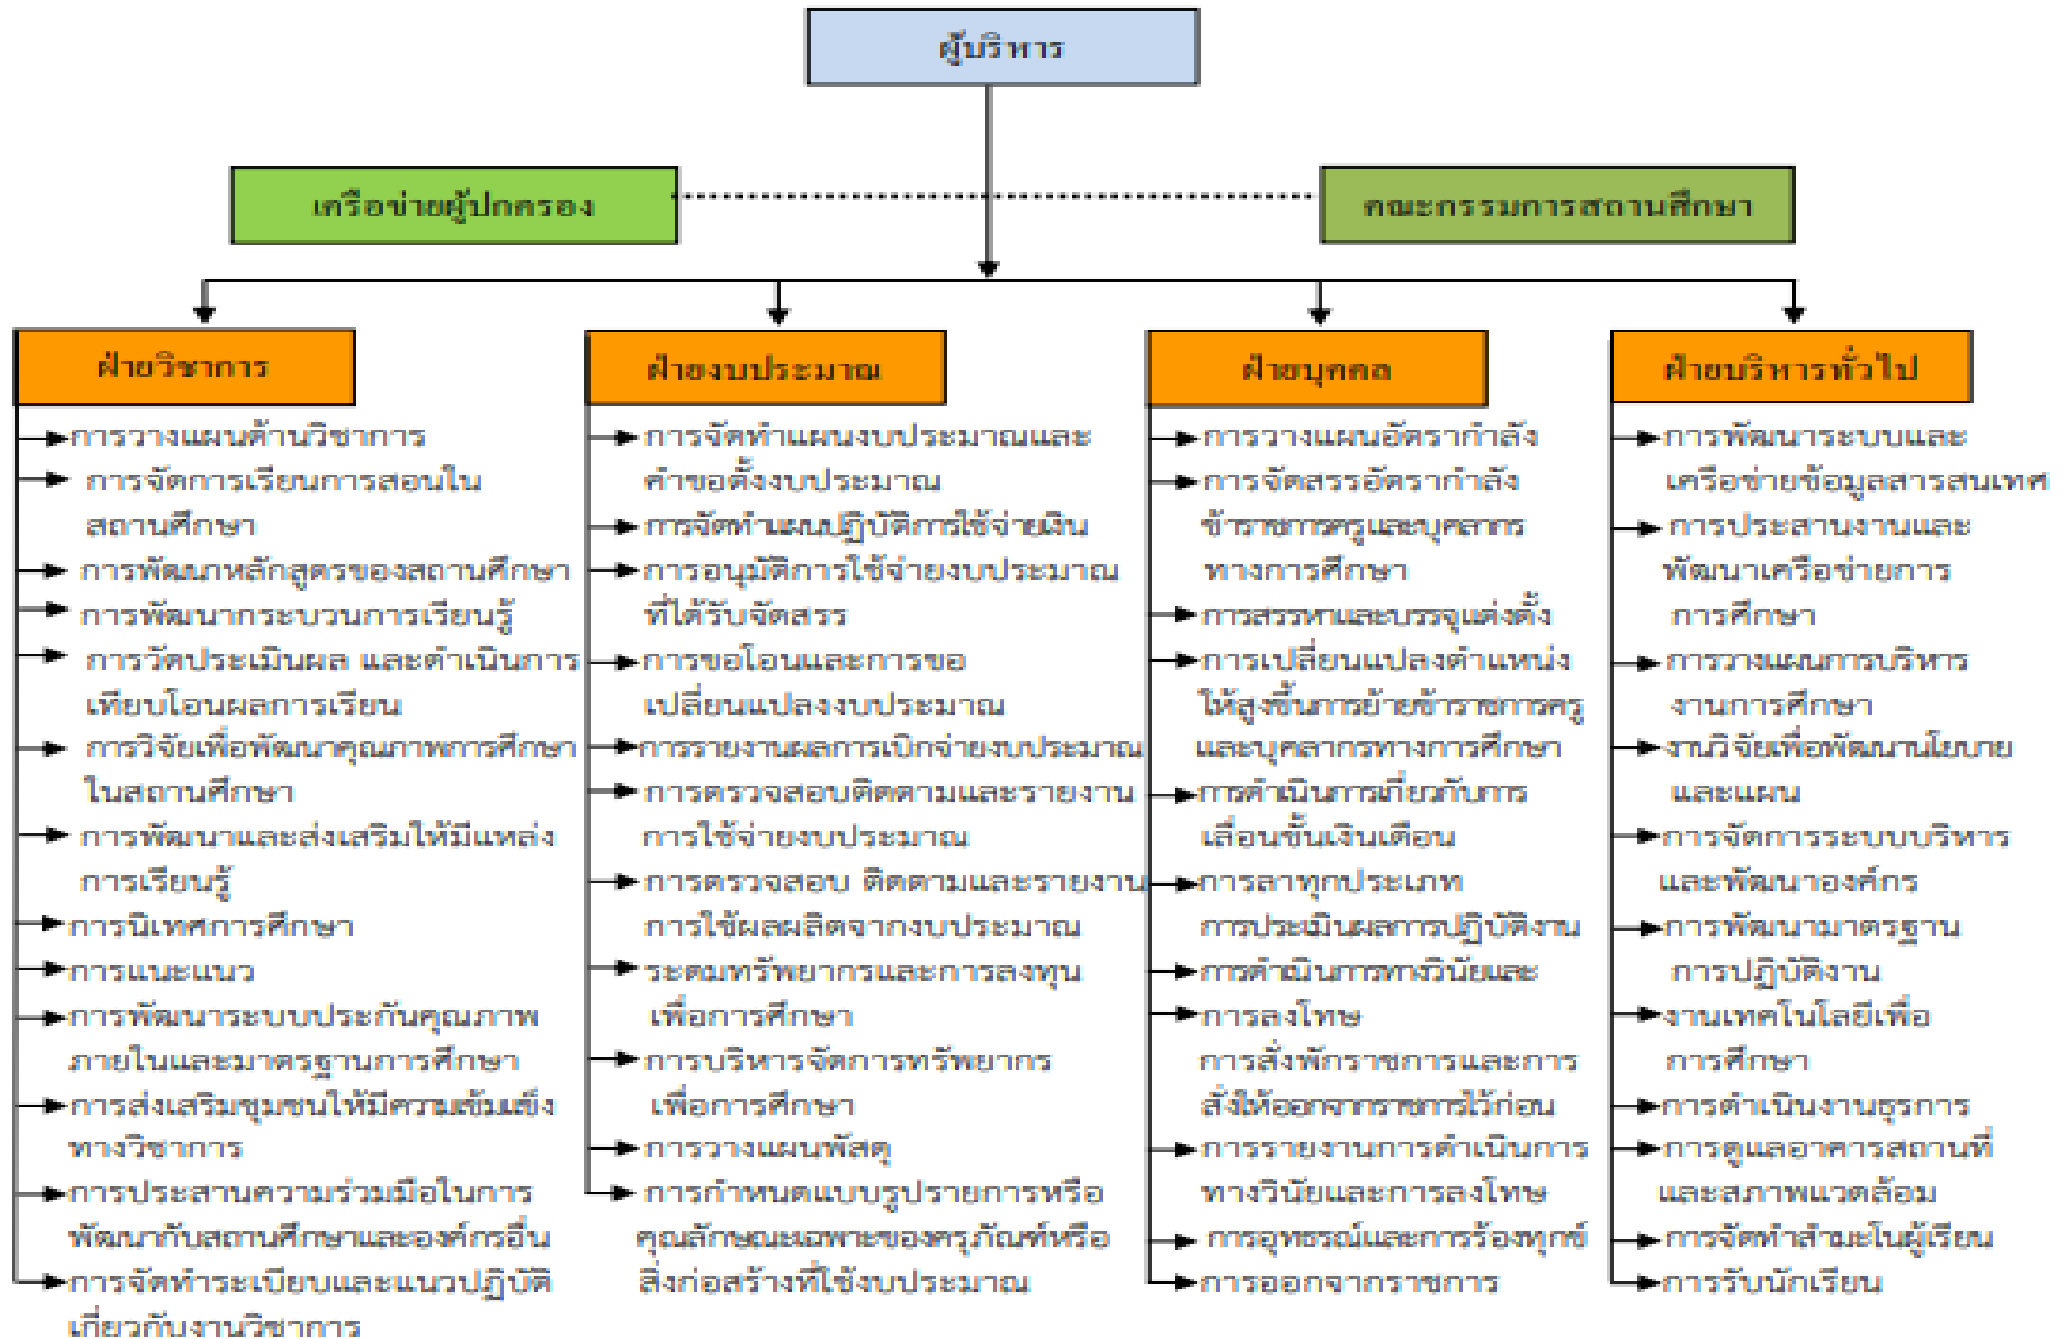 ผู้บริหาร
เครือข่ายผู้ปกครอง
คณะกรรมการสถานศึกษา
ฝ่ายวิชาการ
การวางแผนด้านวิชาการ
การจัดการเรียนการสอนใน
สถานศึกษา
การพัฒนาหลักสูตรของสถานศึกษา
การพัฒนากระบวนการเรียนรู้
การวัดประเมินผล และดำเนินการ
เทียบโอนผลการเรียน
การวิจัยเพื่อพัฒนาคุณภาพการศึกษา
ในสถานศึกษา
การพัฒนาและส่งเสริมให้มีแหล่ง
การเรียนรู้
การนิเทศการศึกษา
การแนะแนว
การพัฒนาระบบประกันคุณภาพ
ภายในและมาตรฐานการศึกษา
การส่งเสริมชุมชนให้มีความเข้มแข็ง
ทางวิชาการ
การประสานความร่วมมือในการ
พัฒนากับสถานศึกษาและองค์กรอื่น
การจัดทำระเบียบและแนวปฏิบัติ
เกี่ยวกับงานวิชาการ
ฝ่ายงบประมาณ
การจัดทำแผนงบประมาณและ
คำขอตั้งงบประมาณ
การจัดทำแผนปฏิบัติการใช้จ่ายเงิน
การอนุมัติการใช้จ่ายงบประมาณ
ที่ได้รับจัดสรร
การขอโอนและการขอ
เปลี่ยนแปลงงบประมาณ
การรายงานผลการเบิกจ่ายงบประมาณ
การตรวจสอบติดตามและรายงาน
การใช้จ่ายงบประมาณ
การตรวจสอบ ติดตามและรายงาน
การใช้ผลผลิตจากงบประมาณ
ระดมทรัพยากรและการลงทุน
เพื่อการศึกษา
การบริหารจัดการทรัพยากร
เพื่อการศึกษา
การวางแผนพัสดุ
การกำหนดแบบรูปรายการหรือ
คุณลักษณะเฉพาะของครุภัณฑ์หรือ
สิ่งก่อสร้างที่ใช้งบประมาณ
ฝ่ายบุคคล
การวางแผนอัตรากำลัง
การจัดสรรอัตรากำลัง
ข้าราชการครูและบุคลากร
ทางการศึกษา
การสรรหาและบรรจุแต่งตั้ง
การเปลี่ยนแปลงตำแหน่ง
ให้สูงขึ้นการย้ายข้าราชการครู
และบุคลากรทางการศึกษา
การดำเนินการเกี่ยวกับการ
เลื่อนขั้นเงินเดือน
การลาทุกประเภท
การประเมินผลการปฏิบัติงาน
การดำเนินการทางวินัยและ
การลงโทษ
การสั่งพักราชการและการ
สั่งให้ออกจากราชการไว้ก่อน
การรายงานการดำเนินการ
ทางวินัยและการลงโทษ
การอุทธรณ์และการร้องทุกข์
การออกจากราชการ
ฝ่ายบริหารทั่วไป
การพัฒนาระบบและ
เครือข่ายข้อมูลสารสนเทศ
การประสานงานและ
พัฒนาเครือข่ายการ
การศึกษา
การวางแผนการบริหาร
งานการศึกษา
งานวิจัยเพื่อพัฒนานโยบาย
และแผน
การจัดการระบบบริหาร
และพัฒนาองค์กร
การพัฒนามาตรฐาน
การปฏิบัติงาน
งานเทคโนโลยีเพื่อ
การศึกษา
การดำเนินงานธุรการ
การดูแลอาคารสถานที่
และสภาพแวดล้อม
การจัดทำสำมะโนผู้เรียน
การรับนักเรียน